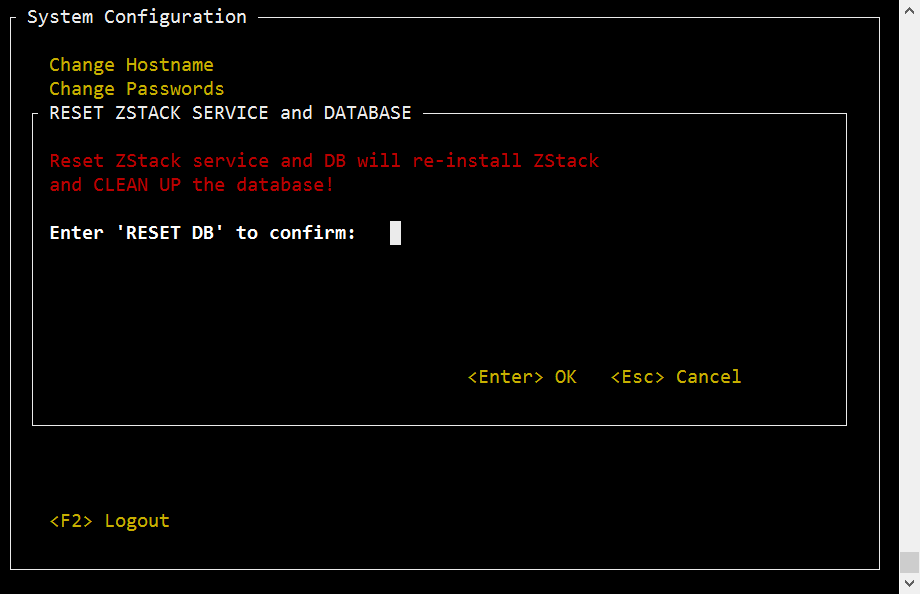 System Configuration
Change Hostname
Change Passwords
RESET ZSTACK SERVICE and DATABASE
Reset ZStack service and DB will re-install ZStack
and CLEAN UP the database!
Enter 'RESET DB' to confirm:
<Enter> OK <Esc> Cancel
<F2> Logout